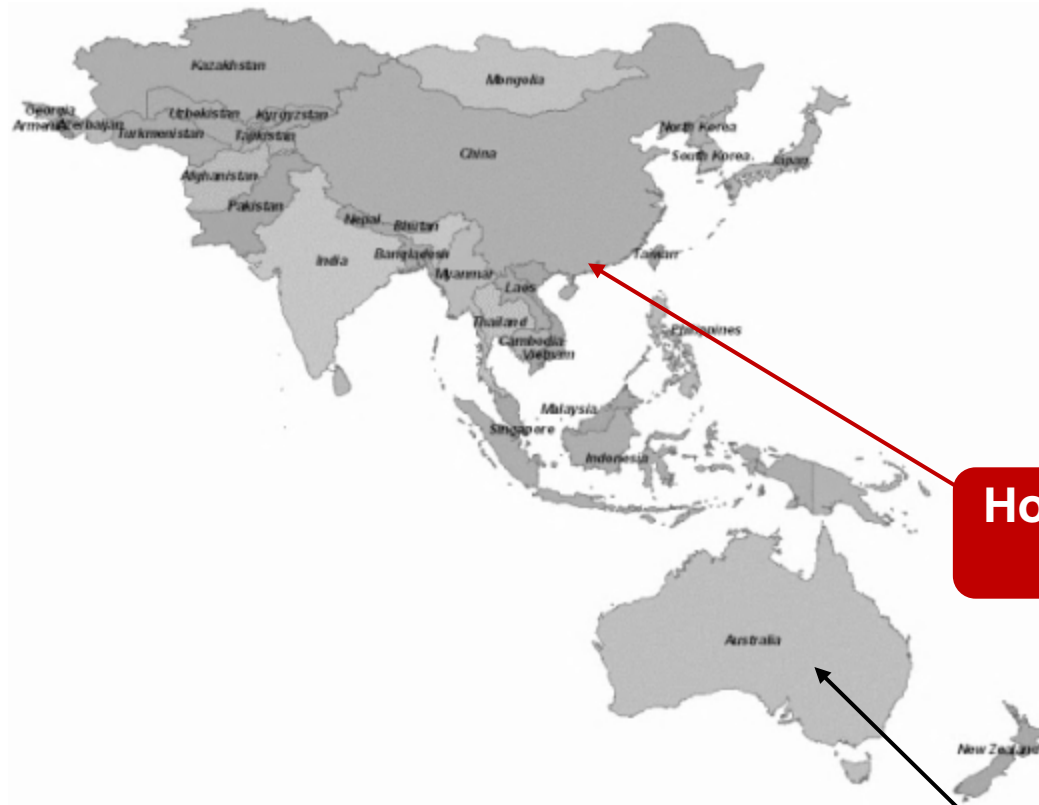 Kazakhstan
Mongolia
Georgia
Uzbekistan
Kyrgyzstan
Armenia
Azerbaijan
Turkmenistan
Tajikistan
North Korea
China
South Korea
Japan
Afghanistan
Pakistan
Nepal
Bhutan
India
Bangladesh
Taiwan
Myanmar
Laos
Thailand
Philippines
Cambodia
Vietnam
Malaysia
Singapore
Indonesia
Ho
Australia
New Zealand